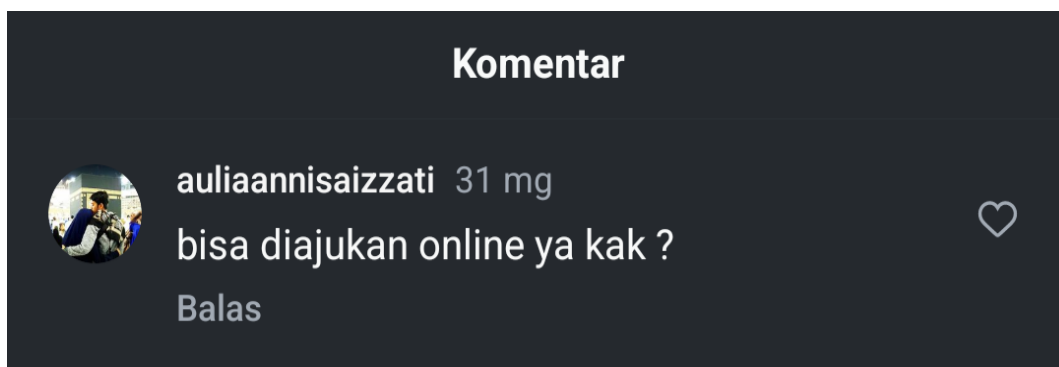 Komentar
auliaannisaizzati 31 mg
bisa diajukan online ya kak ?
Balas